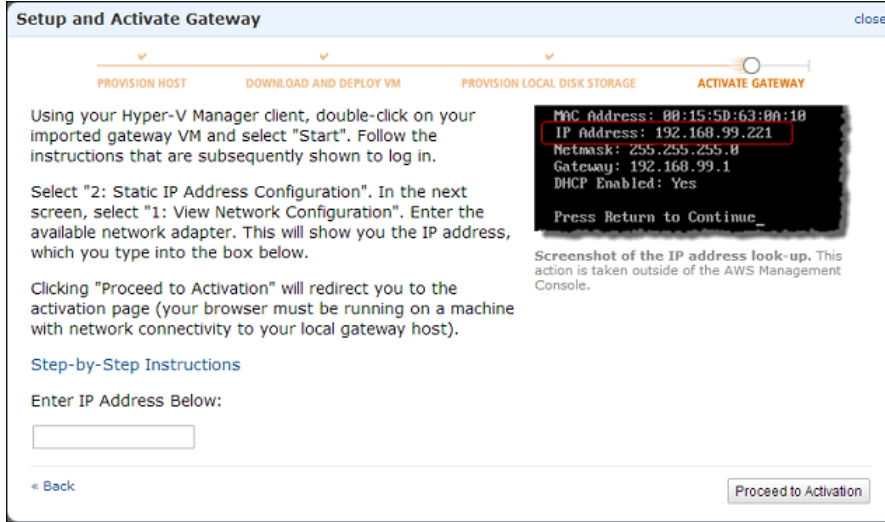 Setup and Activate Gateway
close
PROVISION HOST
DOWNLOAD AND DEPLOY VM
PROVISION LOCAL DISK STORAGE
ACTIVATE GATEWAY
Using your Hyper-V Manager client, double-click on your
imported gateway VM and select "Start". Follow the
instructions that are subsequently shown to log in.
Select "2: Static IP Address Configuration". In the next
screen, select "1: View Network Configuration". Enter the
available network adapter. This will show you the IP address,
which you type into the box below.
Clicking "Proceed to Activation" will redirect you to the
activation page (your browser must be running on a machine
with network connectivity to your local gateway host).
Step-by-Step Instructions
Enter IP Address Below:
MAC Address: 00:15:5D:63:0A:10
IP Address: 192.168.99.221
Netmask: 255.255.255.0
Gateway: 192.168.99.1
DHCP Enabled: Yes
Press Return to Continue_
Screenshot of the IP address look-up. This
action is taken outside of the AWS Management
Console.
« Back
Proceed to Activation